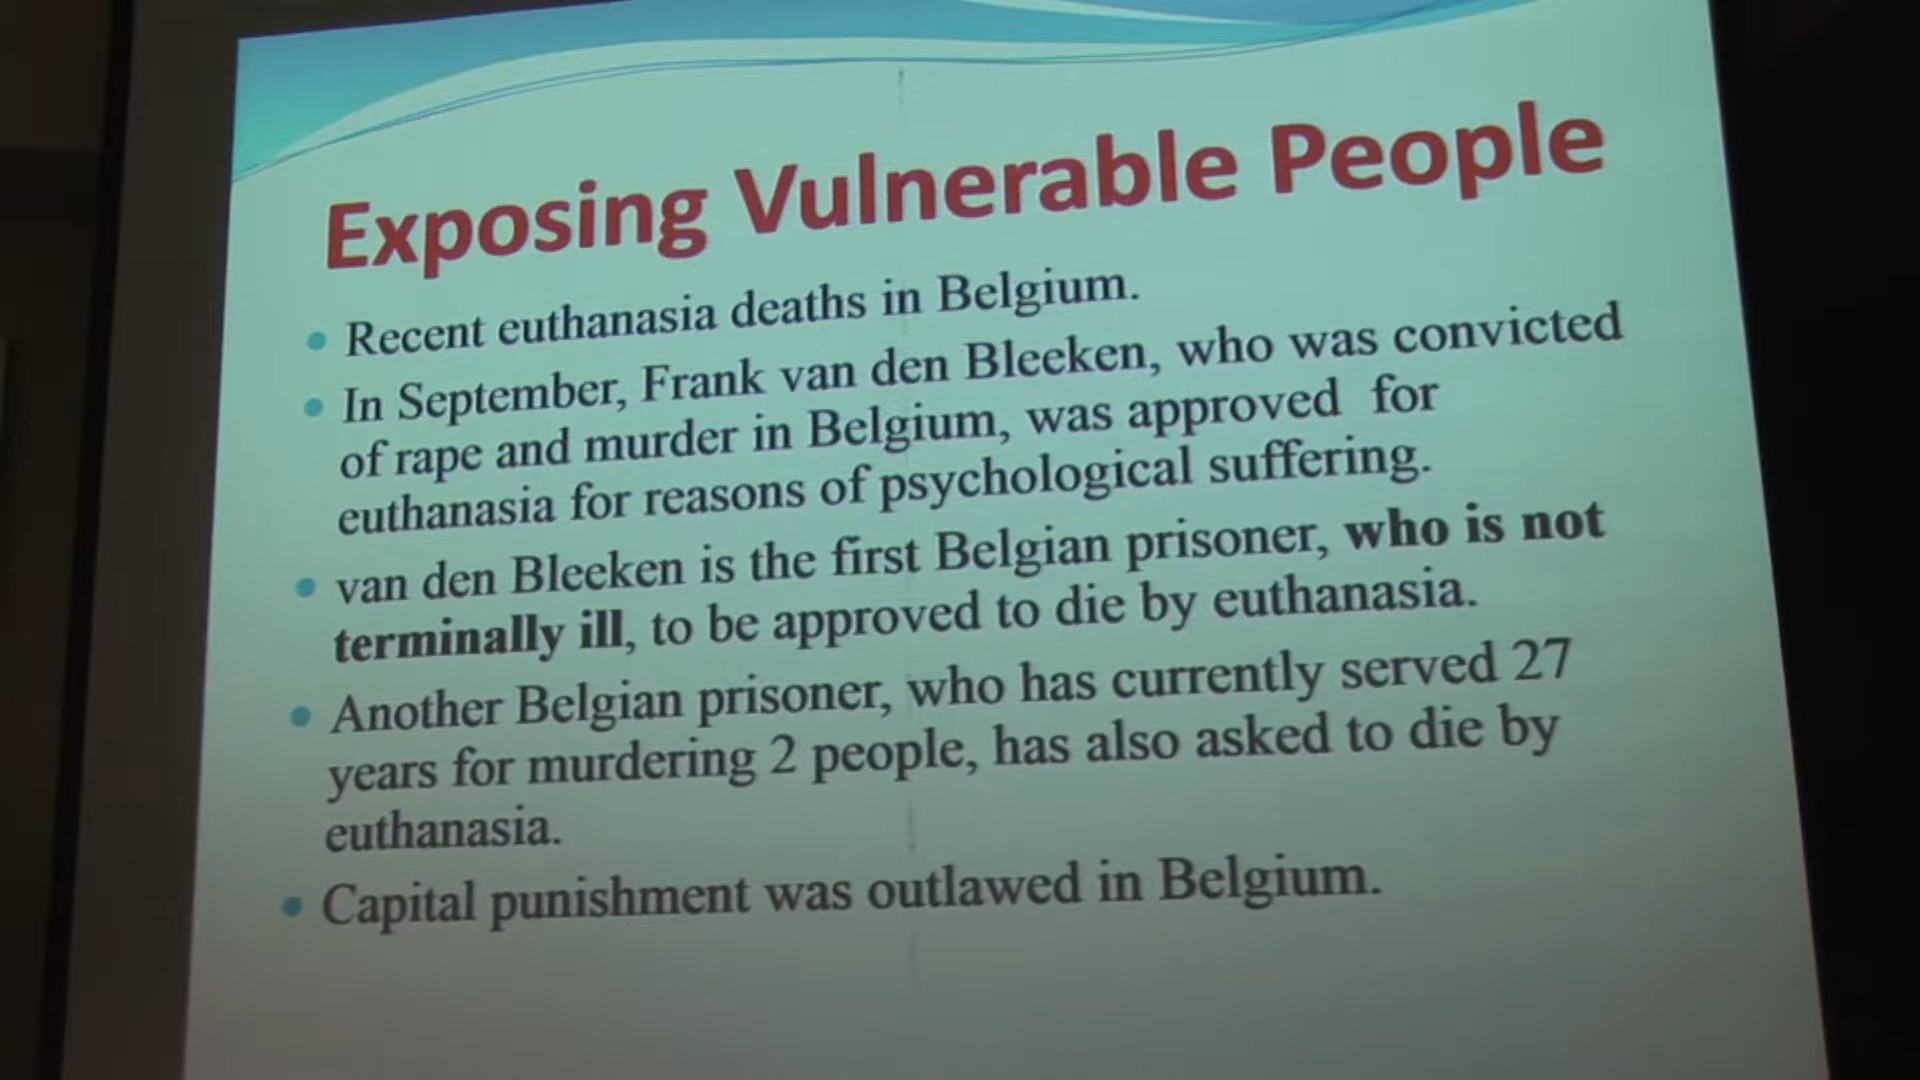 Exposing Vulnerable People
Recent euthanasia deaths in Belgium.
In September, Frank van den Bleeken, who was convicted
of rape and murder in Belgium, was approved for
euthanasia for reasons of psychological suffering.
van den Bleeken is the first Belgian prisoner, who is not
terminally ill, to be approved to die by euthanasia.
Another Belgian prisoner, who has currently served 27
years for murdering 2 people, has also asked to die by
euthanasia.
Capital punishment was outlawed in Belgium.